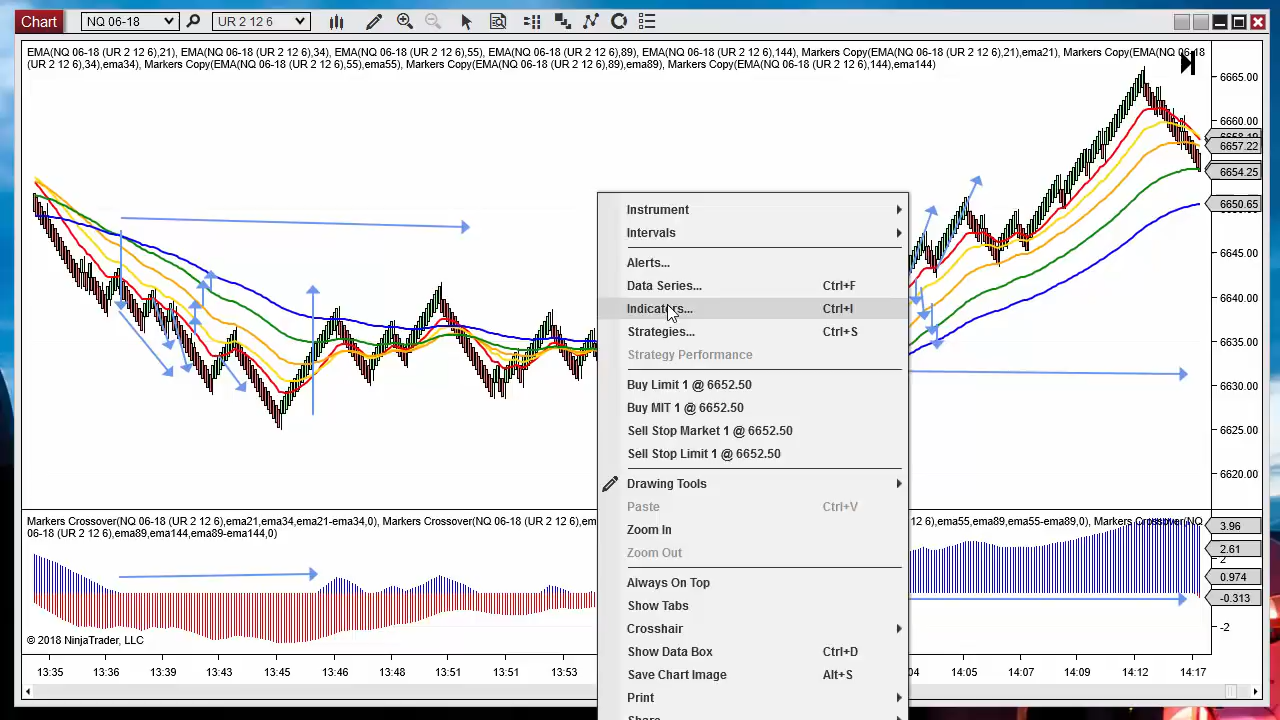 Chart NQ 06-18 UR 2 12 6
EMA(NQ 06-18 (UR 2 12 6),21), EMA(NQ 06-18 (UR 2 12 6),34), EMA(NQ 06-18 (UR 2 12 6),55), EMA(NQ 06-18 (UR 2 12 6),89), EMA(NQ 06-18 (UR 2 12 6),144), Markers Copy(EMA(NQ 06-18 (UR 2 12 6),21),ema21), Markers Copy(EMA(NQ 06-18
(UR 2 12 6),34),ema34), Markers Copy(EMA(NQ 06-18 (UR 2 12 6),55),ema55), Markers Copy(EMA(NQ 06-18 (UR 2 12 6),89),ema89), Markers Copy(EMA(NQ 06-18 (UR 2 12 6),144),ema144)
6665.00
6660.00
6657.22
6654.25
6650.65
6645.00
6640.00
6635.00
6630.00
6625.00
6620.00
Instrument
Intervals
Alerts...
Data Series... Ctrl+F
Indicators... Ctrl+I
Strategies... Ctrl+S
Strategy Performance
Buy Limit 1 @ 6652.50
Buy MIT 1 @ 6652.50
Sell Stop Market 1 @ 6652.50
Sell Stop Limit 1 @ 6652.50
Drawing Tools
Paste Ctrl+V
Zoom In
Zoom Out
Always On Top
Show Tabs
Crosshair
Show Data Box Ctrl+D
Save Chart Image Alt+S
Print
Markers Crossover(NQ 06-18 (UR 2 12 6),ema21,ema34,ema21-ema34,0), Markers Crossover(NQ 06-18 (UR 2 12 6),em ema55,ema89,ema55-ema89,0), Markers Crossover(NQ
06-18 (UR 2 12 6),ema89,ema144,ema89-ema144,0)
3.96
2.61
2
0.974
-0.313
-2
© 2018 NinjaTrader, LLC
13:35 13:36 13:42 13:43 13:45 13:48 13:51 13:51 13:53 :04 14:05 14:07 14:08 14:12 14:17